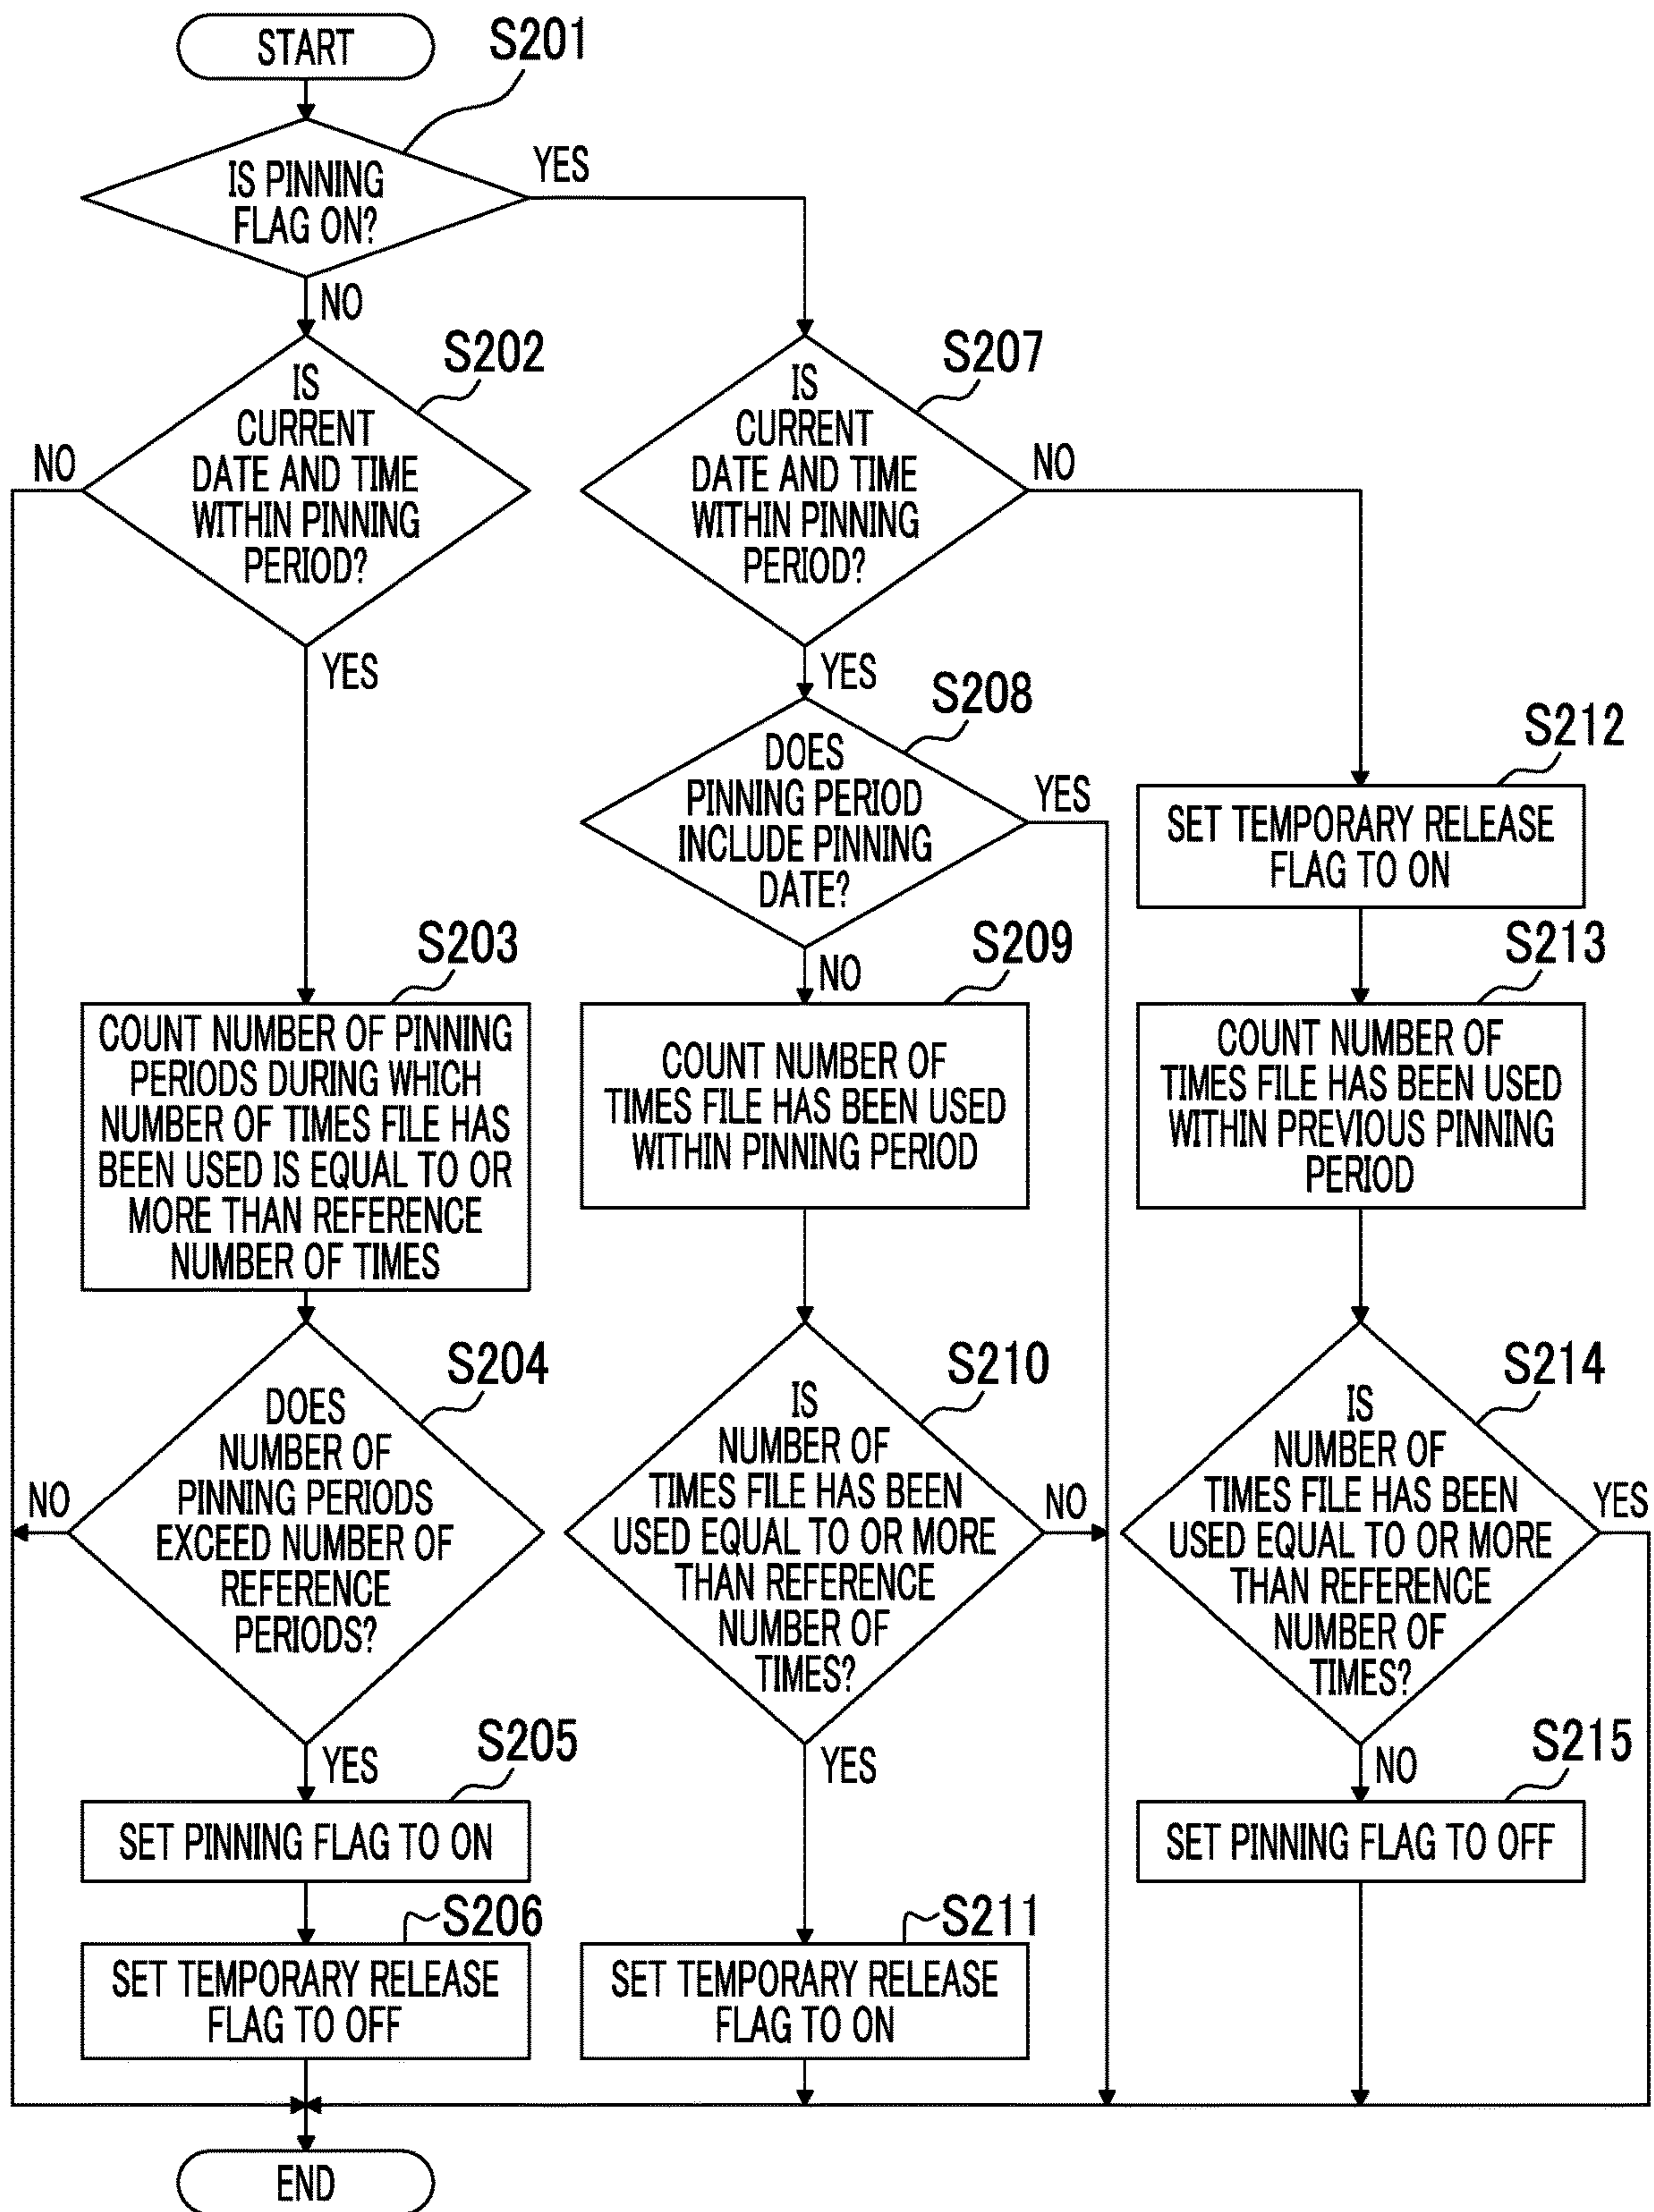 START
S201
IS PINNING
FLAG ON?
YES
NO
S202
IS
CURRENT
DATE AND TIME
WITHIN PINNING
PERIOD?
NO
YES
S203
COUNT NUMBER OF PINNING
PERIODS DURING WHICH
NUMBER OF TIMES FILE HAS
BEEN USED IS EQUAL TO OR
MORE THAN REFERENCE
NUMBER OF TIMES
S204
DOES
NUMBER OF
PINNING PERIODS
EXCEED NUMBER OF
REFERENCE
PERIODS?
NO
YES
S205
SET PINNING FLAG TO ON
S206
SET TEMPORARY RELEASE
FLAG TO OFF
S207
IS
CURRENT
DATE AND TIME
WITHIN PINNING
PERIOD?
NO
YES
S208
DOES
PINNING PERIOD
INCLUDE PINNING
DATE?
YES
NO
S209
COUNT NUMBER OF
TIMES FILE HAS BEEN USED
WITHIN PINNING PERIOD
S210
IS
NUMBER OF
TIMES FILE HAS BEEN
USED EQUAL TO OR MORE
THAN REFERENCE
NUMBER OF
TIMES?
NO
YES
S211
SET TEMPORARY RELEASE
FLAG TO ON
S212
SET TEMPORARY RELEASE
FLAG TO ON
S213
COUNT NUMBER OF
TIMES FILE HAS BEEN USED
WITHIN PREVIOUS PINNING
PERIOD
S214
IS
NUMBER OF
TIMES FILE HAS BEEN
USED EQUAL TO OR MORE
THAN REFERENCE
NUMBER OF
TIMES?
YES
NO
S215
SET PINNING FLAG TO OFF
END